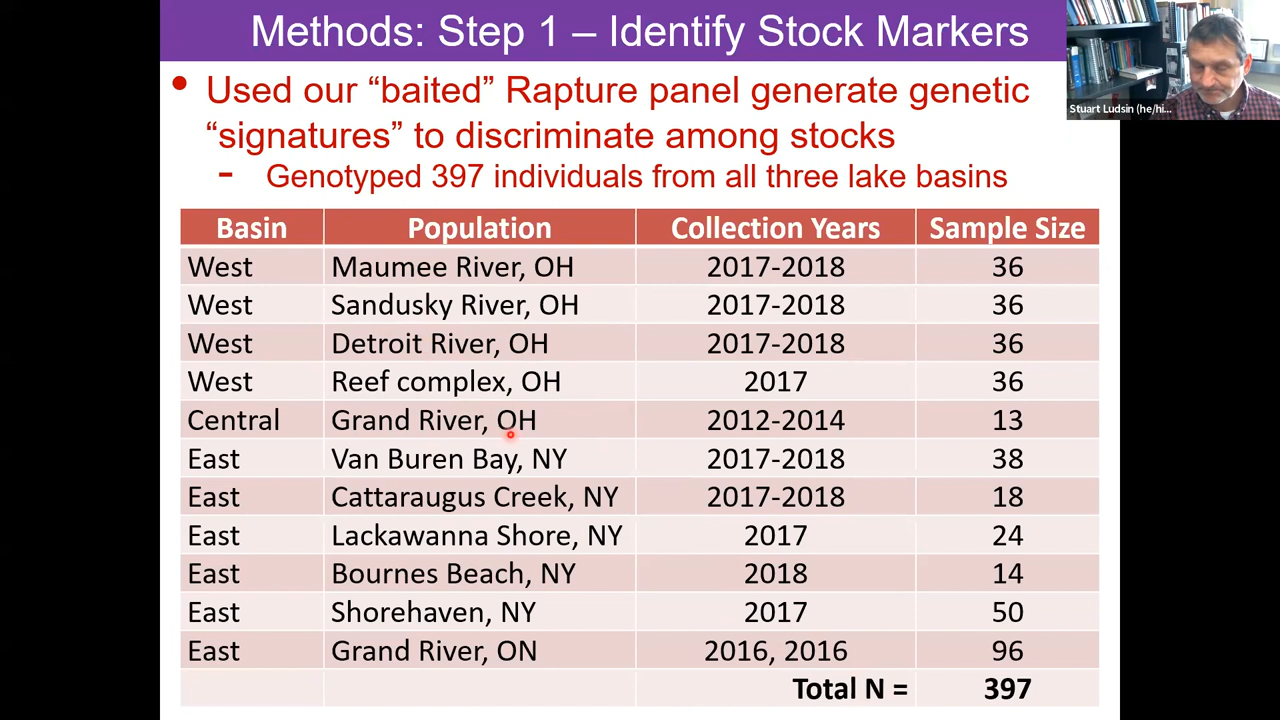 Methods: Step 1 – Identify Stock Markers
• Used our “baited” Rapture panel generate genetic
“signatures” to discriminate among stocks
- Genotyped 397 individuals from all three lake basins
Basin Population Collection Years Sample Size
West Maumee River, OH 2017-2018 36
West Sandusky River, OH 2017-2018 36
West Detroit River, OH 2017-2018 36
West Reef complex, OH 2017 36
Central Grand River, OH 2012-2014 13
East Van Buren Bay, NY 2017-2018 38
East Cattaraugus Creek, NY 2017-2018 18
East Lackawanna Shore, NY 2017 24
East Bournes Beach, NY 2018 14
East Shorehaven, NY 2017 50
East Grand River, ON 2016, 2016 96
Total N = 397
Stuart Ludsin (he/hi...